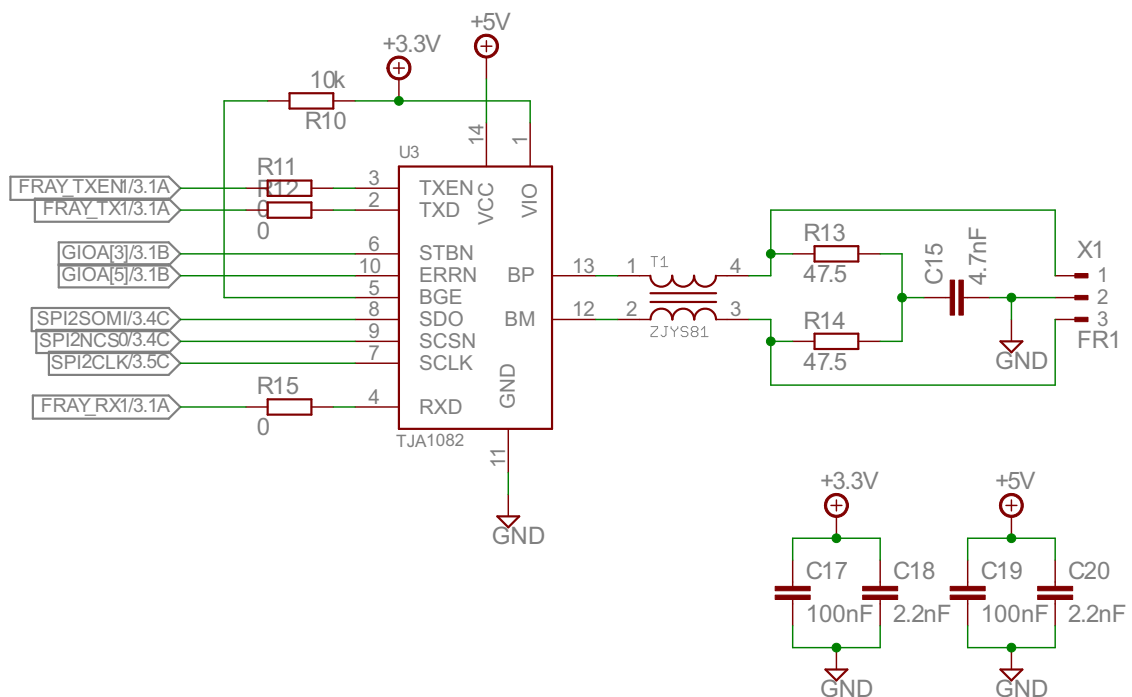 +5V
+3.3V
10k
R10
14
1
U3
R11
FRAY_TXEN1/3.1A
3
TXEN
VCC
VIO
R12
0
FRAY_TX1/3.1A
2
TXD
0
R13
C15
4.7nF
X1
GIOA[3]/3.1B
6
STBN
47.5
GIOA[5]/3.1B
10
ERRN
BP
13
1
T1
4
1
5
BGE
2
SPI2SOMI/3.4C
8
SDO
BM
12
2
3
R14
3
SPI2NCS0/3.4C
9
SCSN
ZJYS81
FR1
SPI2CLK/3.5C
7
SCLK
47.5
GND
GND
R15
FRAY_RX1/3.1A
4
RXD
0
TJA1082
11
GND
+3.3V
+5V
C17
C18
C19
C20
100nF
2.2nF
100nF
2.2nF
GND
GND